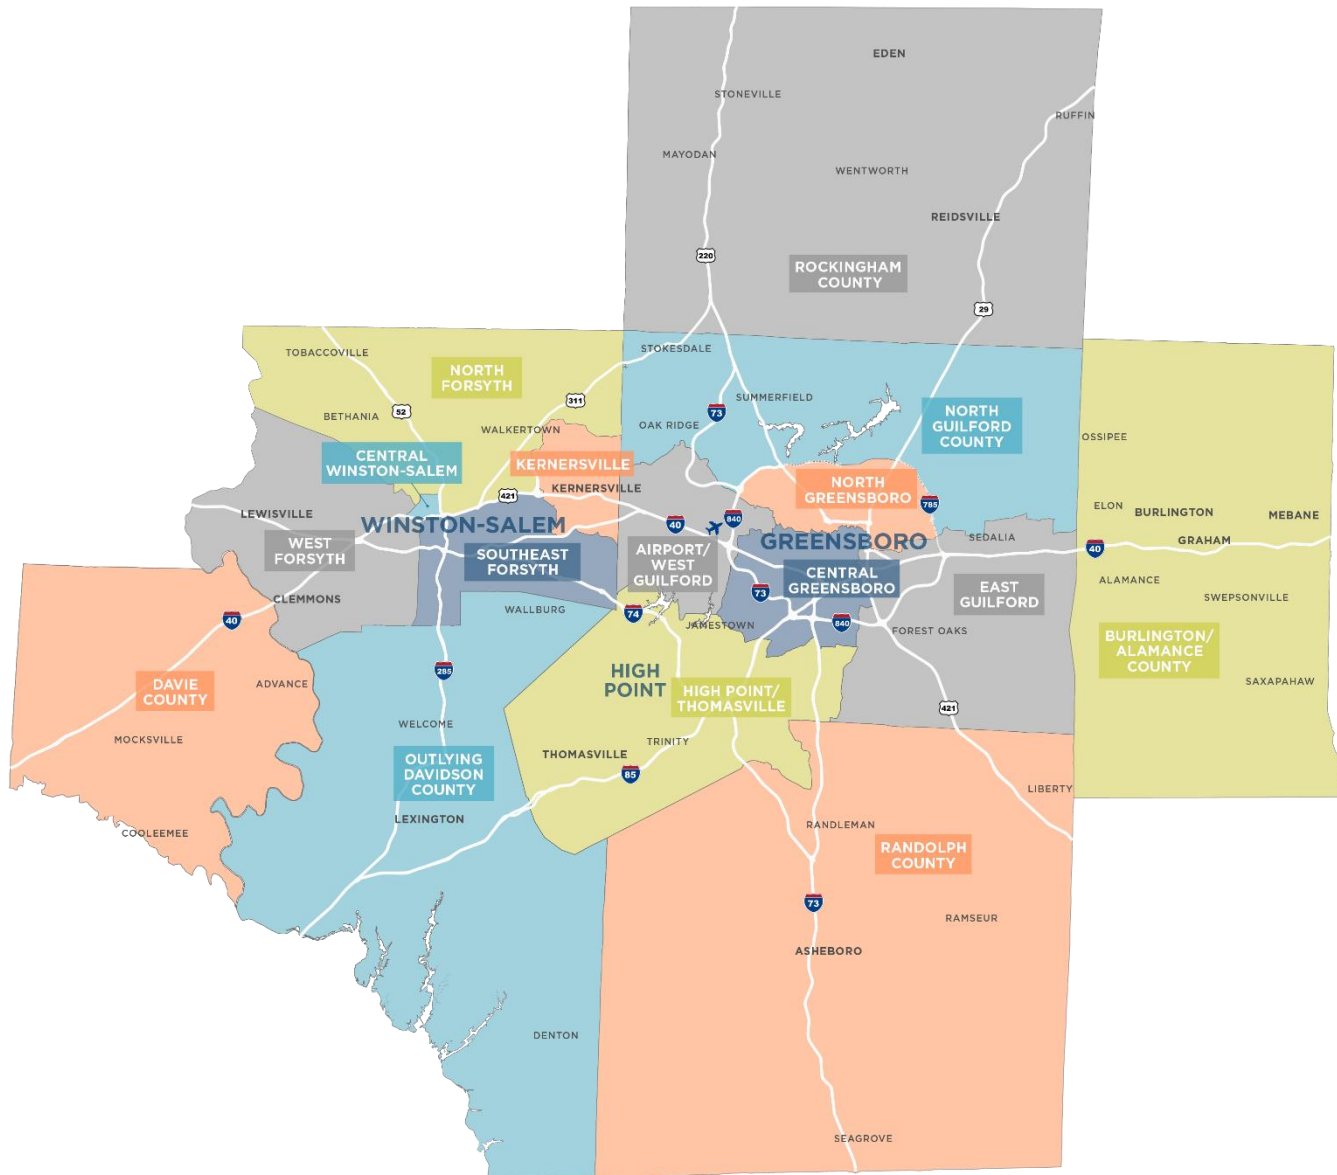 EDEN
STONEVILLE
RUFFIN
MAYODAN
WENTWORTH
REIDSVILLE
220
ROCKINGHAM
COUNTY
29
TOBACCOVILLE
STOKESDALE
NORTH
FORSYTH
311
52
BETHANIA
WALKERTOWN
73
SUMMERFIELD
OAK RIDGE
NORTH
GUILFORD
COUNTY
OSSIPEE
CENTRAL
WINSTON-SALEM
KERNERSVILLE
KERNERSVILLE
421
NORTH
GREENSBORO
785
ELON
BURLINGTON
MEBANE
LEWISVILLE
WINSTON-SALEM
40
840
GREENSBORO
SEDALIA
GRAHAM
40
WEST
FORSYTH
SOUTHEAST
FORSYTH
AIRPORT/
WEST
GUILFORD
CENTRAL
GREENSBORO
EAST
GUILFORD
ALAMANCE
SWEPSONVILLE
CLEMMONS
40
WALLBURG
74
73
JAMESTOWN
840
FOREST OAKS
BURLINGTON/
ALAMANCE
COUNTY
DAVIE
COUNTY
ADVANCE
285
HIGH
POINT
HIGH POINT/
THOMASVILLE
421
SAXAPAHAW
MOCKSVILLE
WELCOME
TRINITY
THOMASVILLE
85
OUTLYING
DAVIDSON
COUNTY
LIBERTY
COOLEEMEE
LEXINGTON
RANDLEMAN
RANDOLPH
COUNTY
73
RAMSEUR
ASHEBORO
DENTON
SEAGROVE